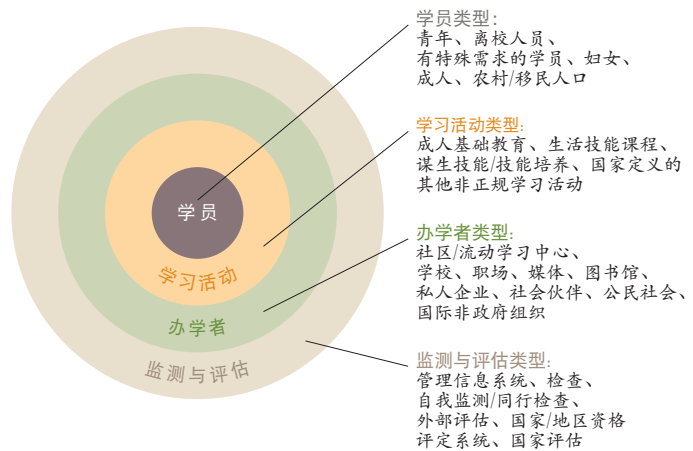 学员
学习活动
办学者
监测与评估
学员类型:
青年、离校人员、
有特殊需求的学员、妇女、
成人、农村/移民人口
学习活动类型:
成人基础教育、生活技能课程、
谋生技能/技能培养、国家定义的
其他非正规学习活动
办学者类型:
社区/流动学习中心、
学校、职场、媒体、图书馆、
私人企业、社会伙伴、公民社会、
国际非政府组织
监测与评估类型:
管理信息系统、检查、
自我监测/同行检查、
外部评估、国家/地区资格
评定系统、国家评估